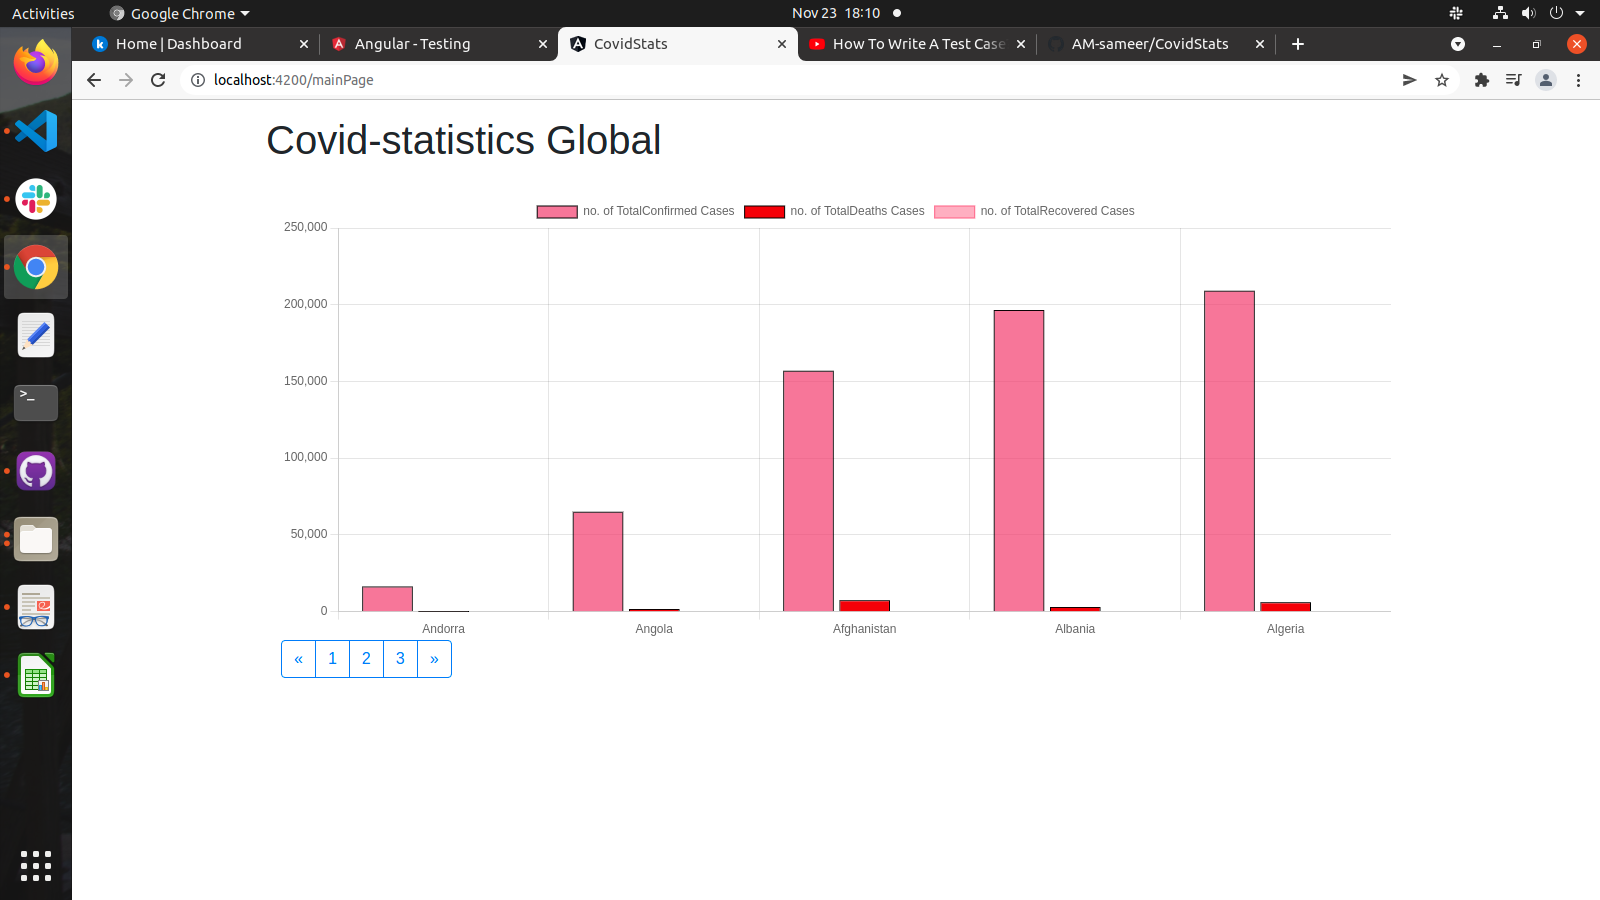 Activities Google Chrome Nov 23 18:10
Home | Dashboard Angular - Testing CovidStats How To Write A Test Case AM-sameer/CovidStats
localhost:4200/mainPage
Covid-statistics Global
no. of TotalConfirmed Cases no. of TotalDeaths Cases no. of TotalRecovered Cases
250,000
200,000
150,000
100,000
50,000
0
Andorra Angola Afghanistan Albania Algeria
« 1 2 3 »